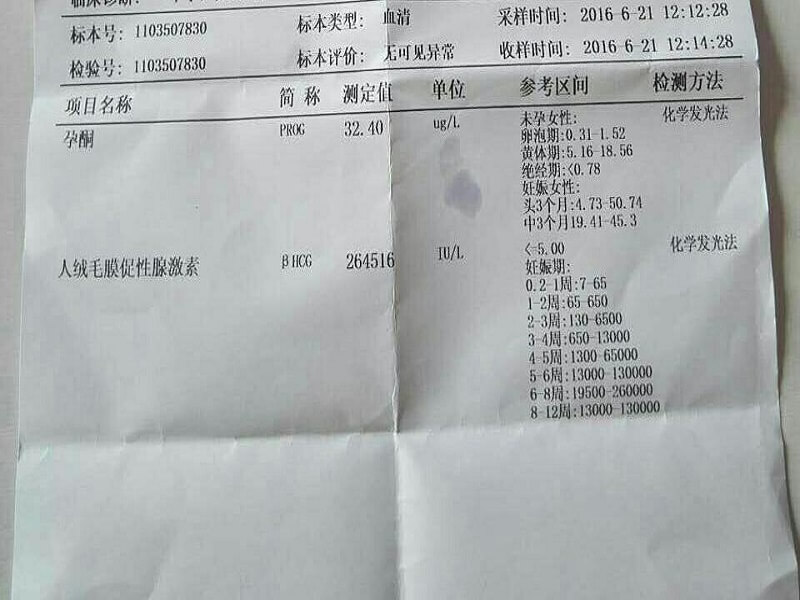 临床诊断:
标本号: 1103507830 标本类型: 血清 采样时间: 2016-6-21 12:12:28
检验号: 1103507830 标本评价: 无可见异常 收样时间: 2016-6-21 12:14:28
项目名称 简 称 测定值 单位 参考区间 检测方法
孕酮 PROG 32.40 ug/L 未孕女性: 化学发光法
卵泡期:0.31-1.52
黄体期:5.16-18.56
绝经期:<0.78
妊娠女性:
头3个月:4.73-50.74
中3个月19.41-45.3
人绒毛膜促性腺激素 βHCG 264516 IU/L <=5.00 化学发光法
妊娠期:
0.2-1周:7-65
1-2周:65-650
2-3周:130-6500
3-4周:650-13000
4-5周:1300-65000
5-6周:13000-130000
6-8周:19500-260000
8-12周:13000-130000